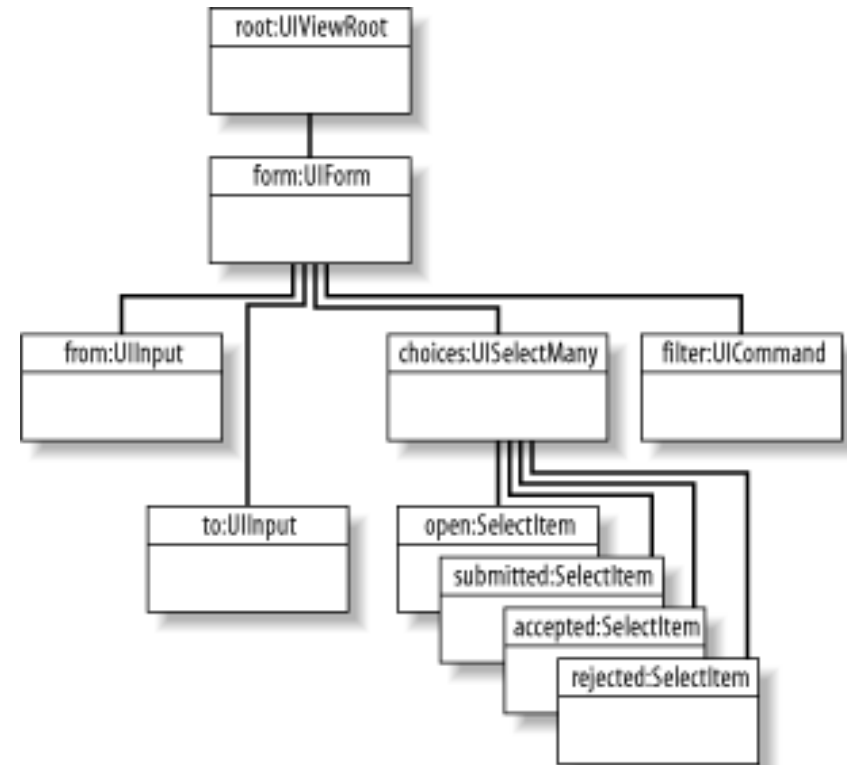 root:UIViewRoot
form:UIForm
from:UIInput
choices:UISelectMany
filter:UICommand
to:UIInput
open:SelectItem
submitted:SelectItem
accepted:SelectItem
rejected:SelectItem